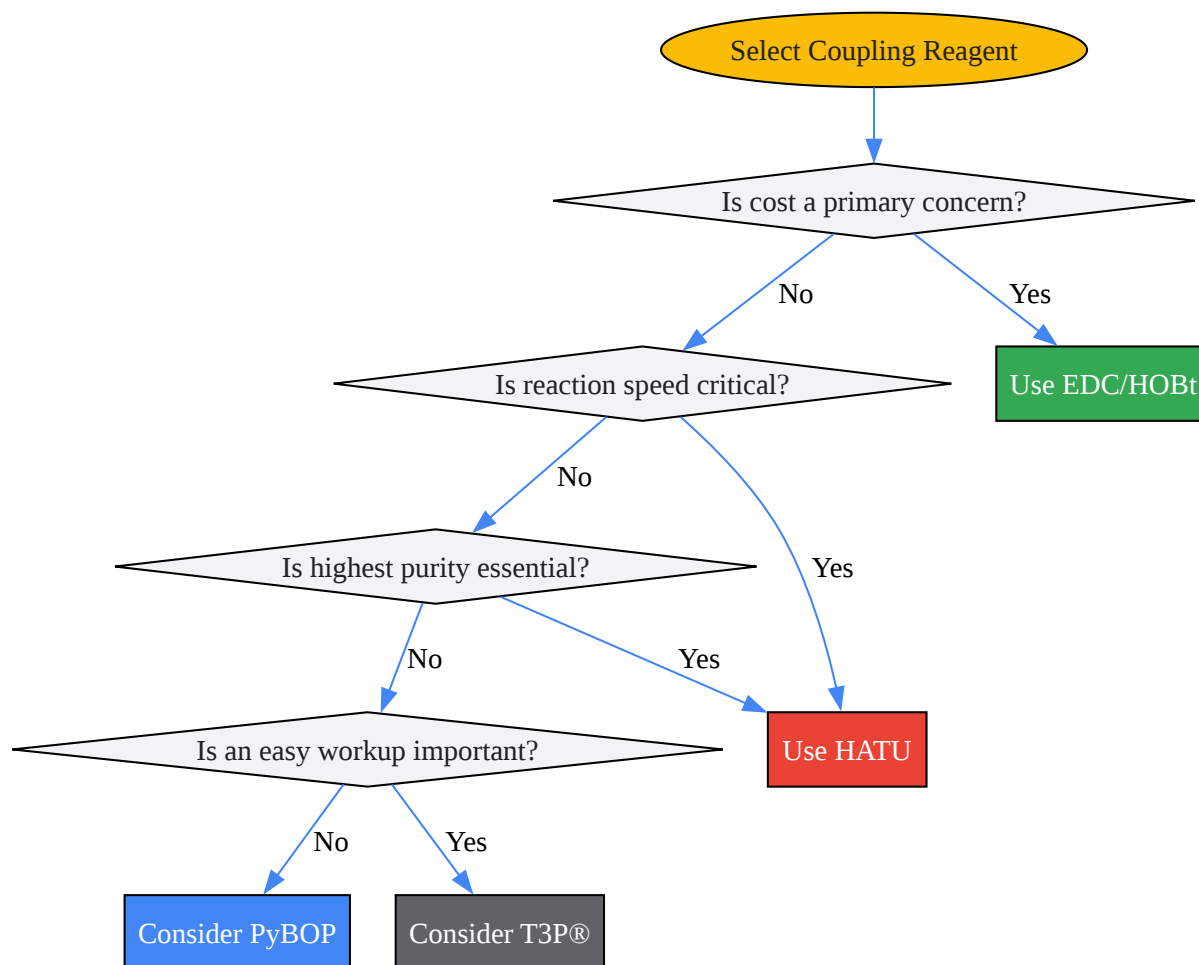 Select Coupling Reagent
Is cost a primary concern?
No
Yes
Is reaction speed critical?
Use EDC/HOBt
No
Is highest purity essential?
Yes
No
Yes
Is an easy workup important?
Use HATU
No
Yes
Consider PyBOP
Consider T3P®